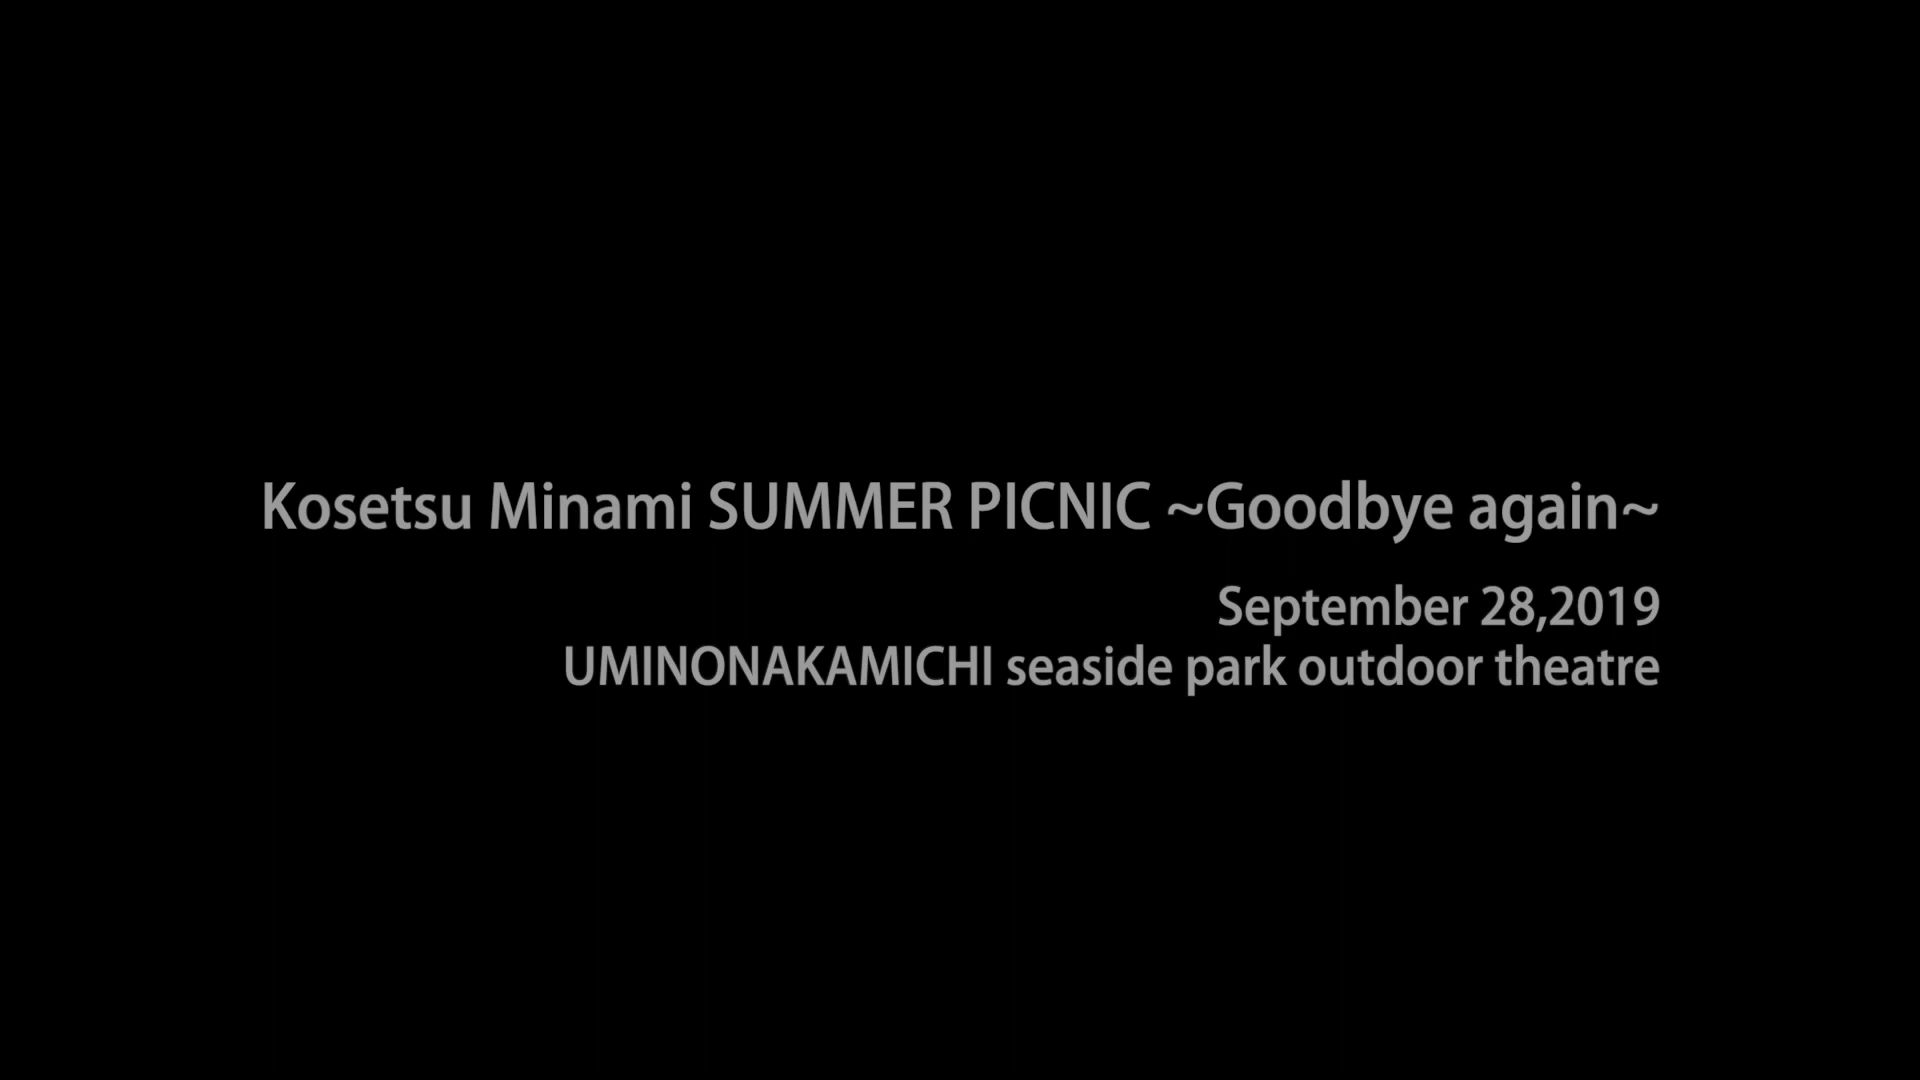 Kosetsu Minami SUMMER PICNIC ~Goodbye again~
September 28,2019
UMINONAKAMICHI seaside park outdoor theatre